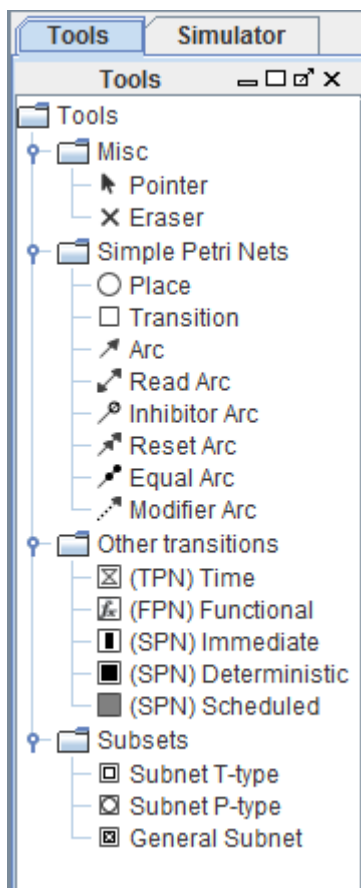 Tools Simulator
Tools
Tools
Misc
Pointer
Eraser
Simple Petri Nets
Place
Transition
Arc
Read Arc
Inhibitor Arc
Reset Arc
Equal Arc
Modifier Arc
Other transitions
(TPN) Time
(FPN) Functional
(SPN) Immediate
(SPN) Deterministic
(SPN) Scheduled
Subsets
Subnet T-type
Subnet P-type
General Subnet